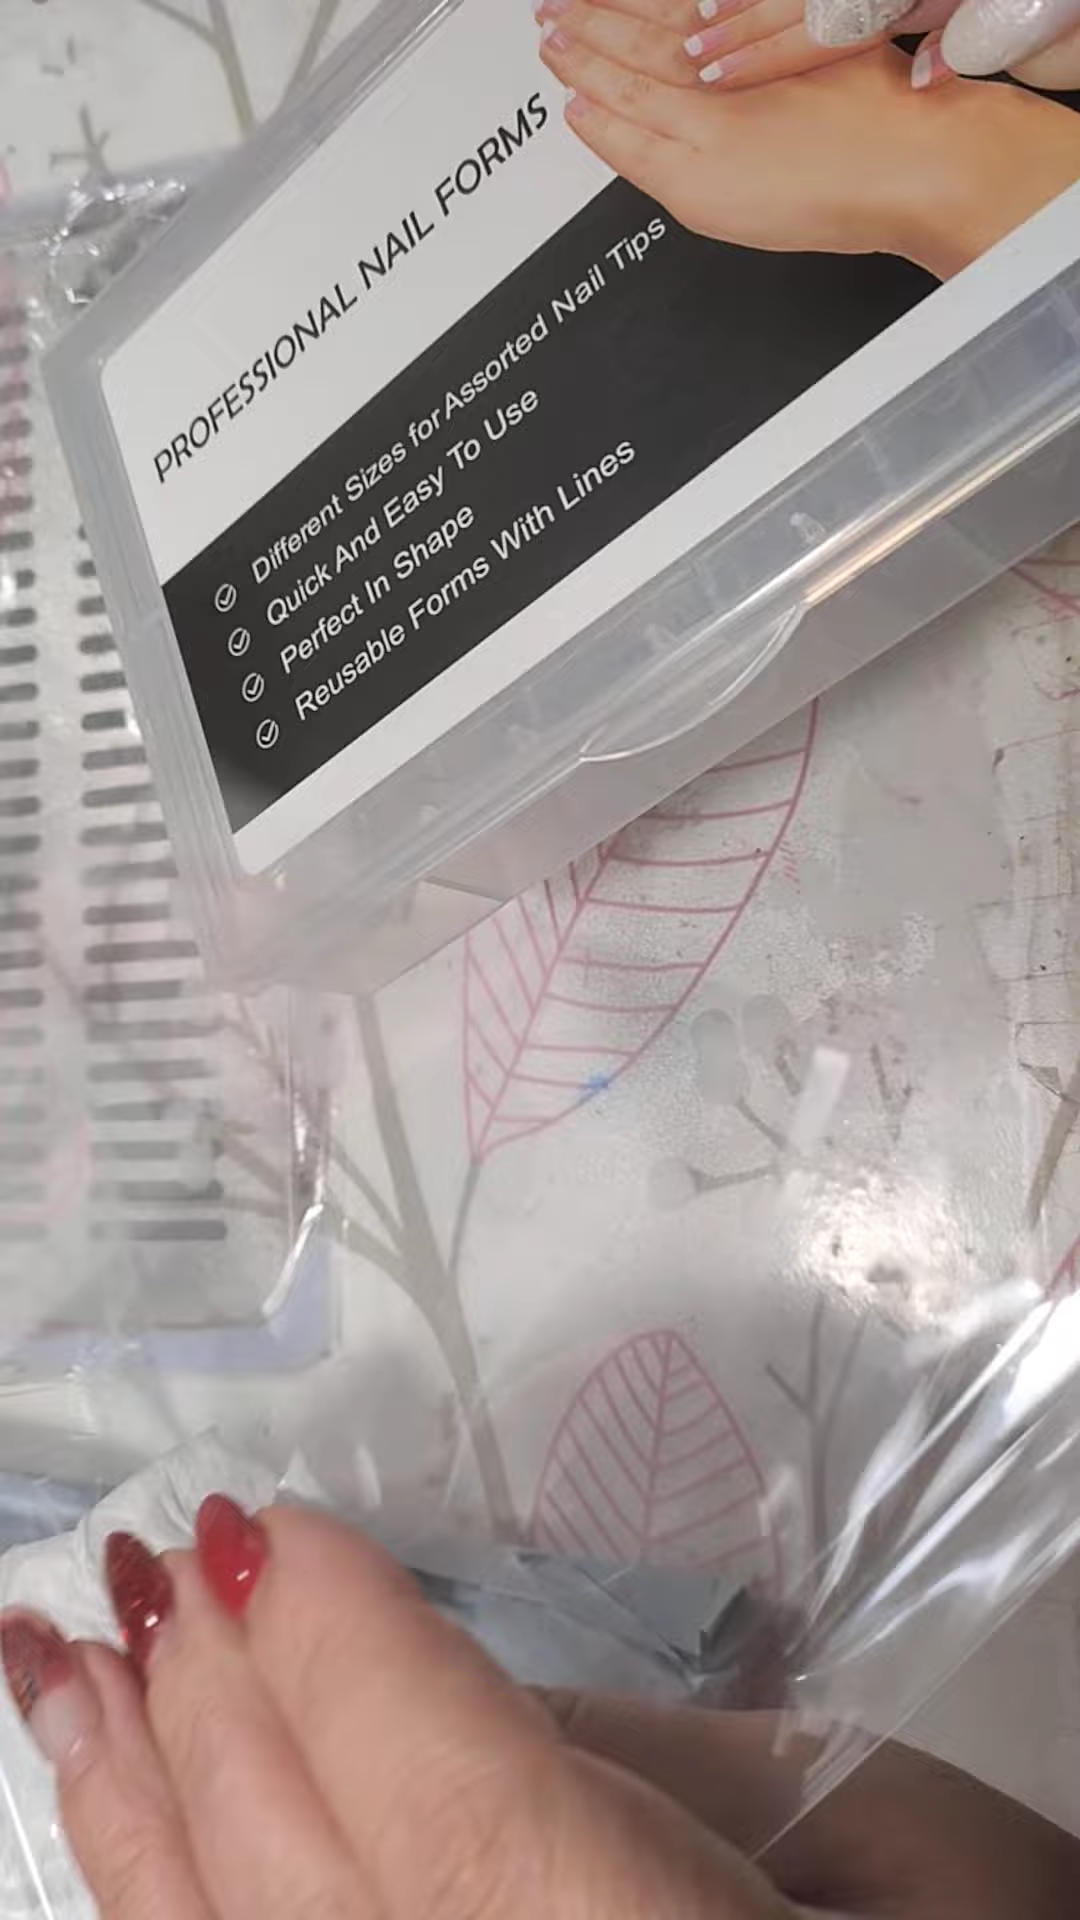 PROFESSIONAL NAIL FORMS
Different Sizes for Assorted Nail Tips
Quick And Easy To Use
Perfect In Shape
Reusable Forms With Lines